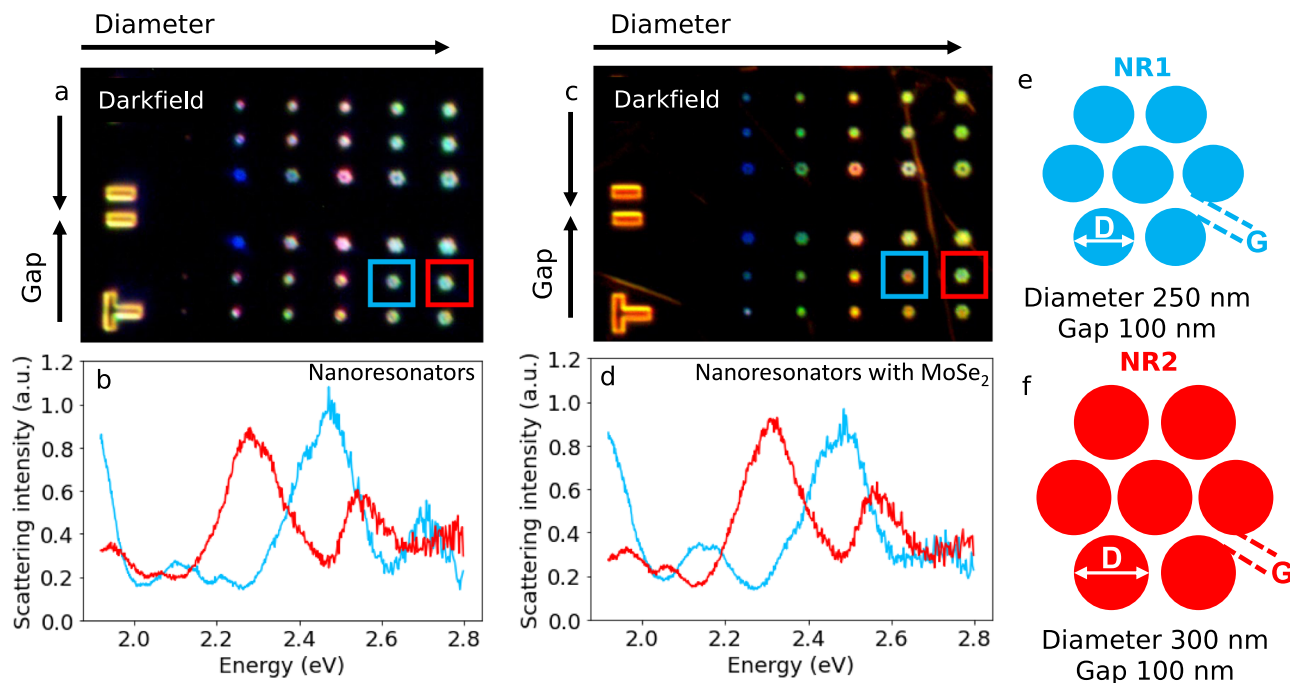 Diameter
Diameter
a
Darkfield
Gap
c
Darkfield
Gap
e
NR1
D
G
Diameter 250 nm
Gap 100 nm
b
Nanoresonators
Scattering intensity (a.u.)
1.2
1.0
0.8
0.6
0.4
0.2
0.0
2.0 2.2 2.4 2.6 2.8
Energy (eV)
d
Nanoresonators with MoSe₂
Scattering intensity (a.u.)
1.2
1.0
0.8
0.6
0.4
0.2
0.0
2.0 2.2 2.4 2.6 2.8
Energy (eV)
f
NR2
D
G
Diameter 300 nm
Gap 100 nm